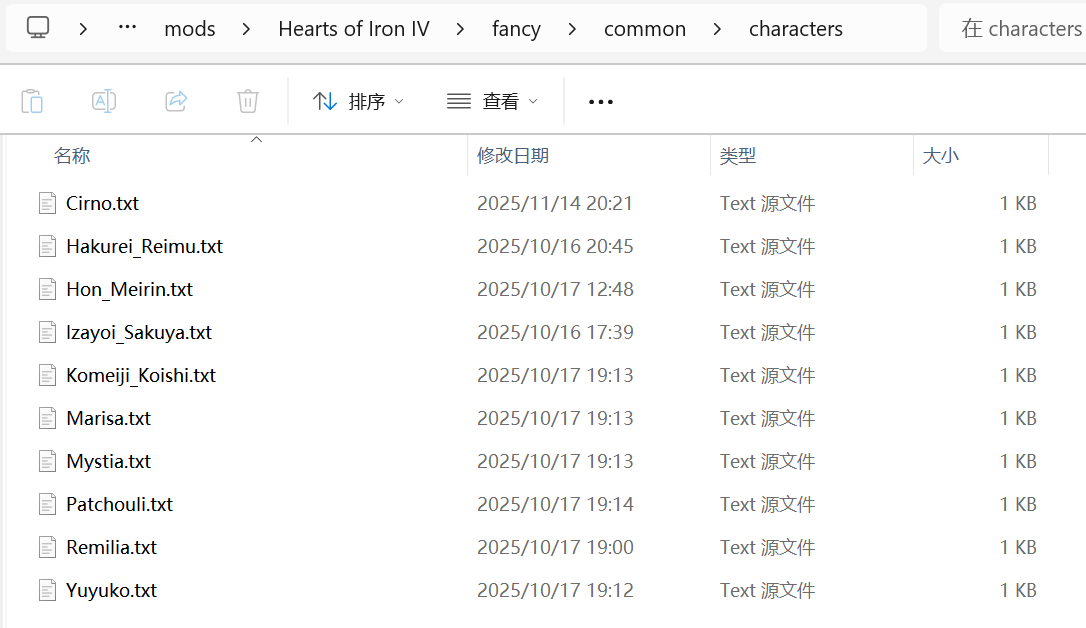 mods Hearts of Iron IV fancy common characters 在 characters
排序 查看
名称 修改日期 类型 大小
Cirno.txt 2025/11/14 20:21 Text 源文件 1 KB
Hakurei_Reimu.txt 2025/10/16 20:45 Text 源文件 1 KB
Hon_Meirin.txt 2025/10/17 12:48 Text 源文件 1 KB
Izayoi_Sakuya.txt 2025/10/16 17:39 Text 源文件 1 KB
Komeiji_Koishi.txt 2025/10/17 19:13 Text 源文件 1 KB
Marisa.txt 2025/10/17 19:13 Text 源文件 1 KB
Mystia.txt 2025/10/17 19:13 Text 源文件 1 KB
Patchouli.txt 2025/10/17 19:14 Text 源文件 1 KB
Remilia.txt 2025/10/17 19:00 Text 源文件 1 KB
Yuyuko.txt 2025/10/17 19:12 Text 源文件 1 KB